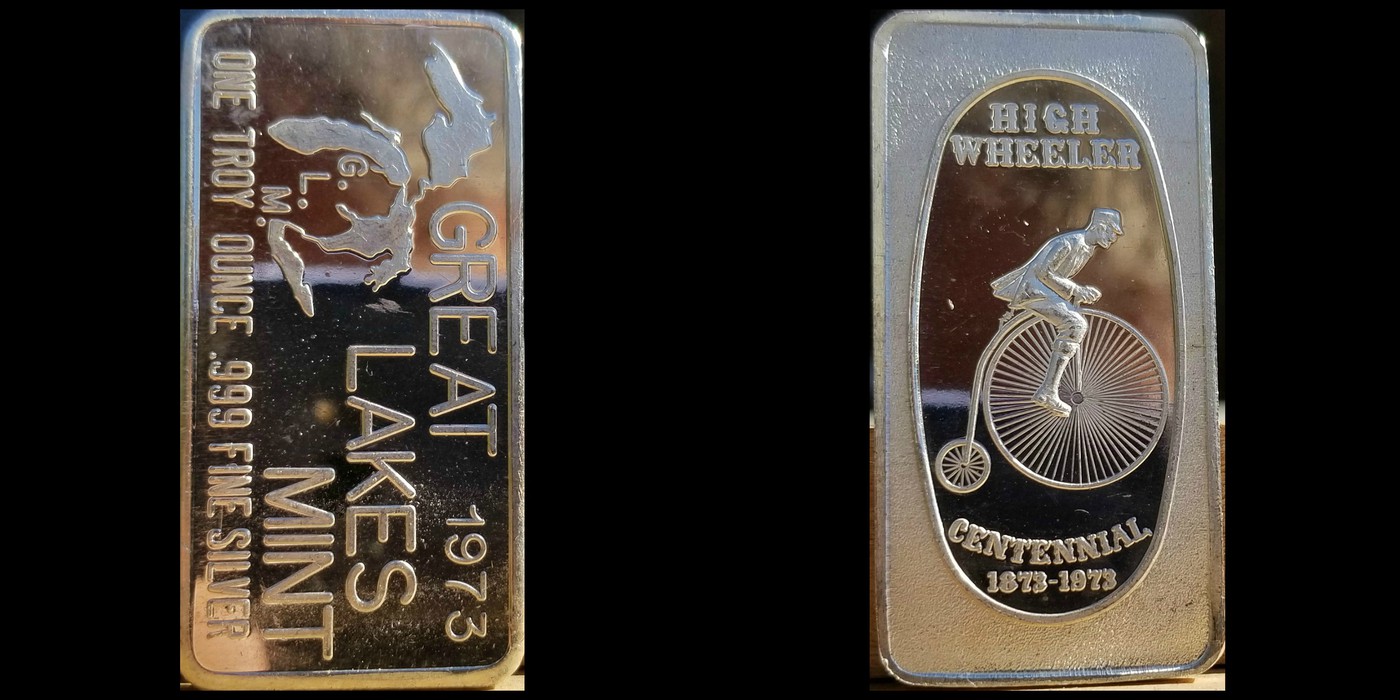 GREAT
LAKES
MINT
1973
G.
L.
M.
ONE TROY OUNCE .999 FINE SILVER
HIGH
WHEELER
CENTENNIAL
1873-1973